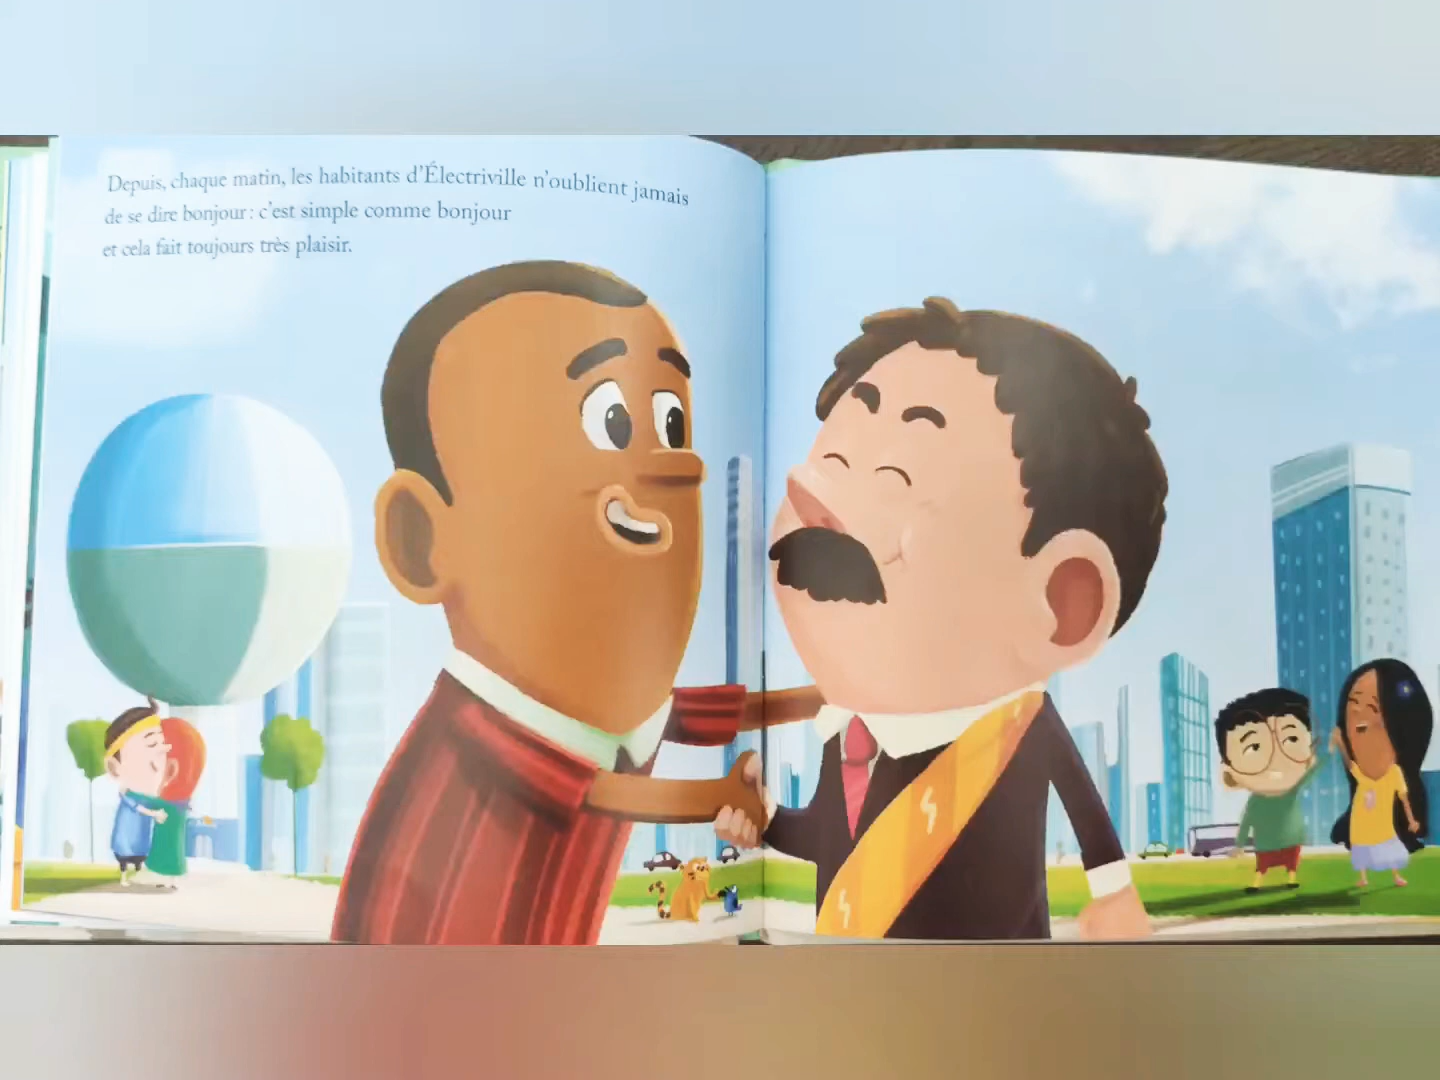 Depuis, chaque matin, les habitants d'Électriville n'oublient jamais
de se dire bonjour : c'est simple comme bonjour
et cela fait toujours très plaisir.